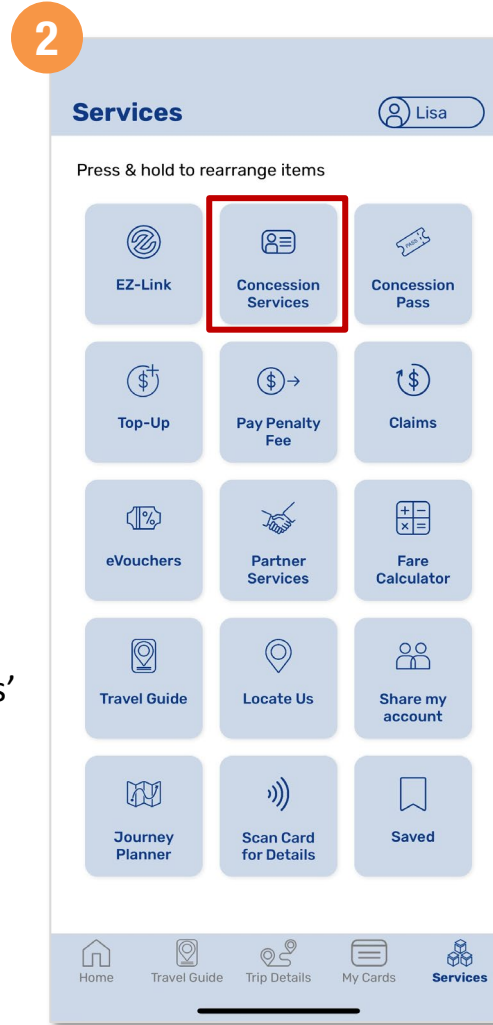 2
Services
Lisa
Press & hold to rearrange items
EZ-Link
Concession
Services
PASS
Concession
Pass
Top-Up
Pay Penalty
Fee
Claims
eVouchers
Partner
Services
Fare
Calculator
s’
Travel Guide
Locate Us
Share my
account
Journey
Planner
Scan Card
for Details
Saved
Home
Travel Guide
Trip Details
My Cards
Services